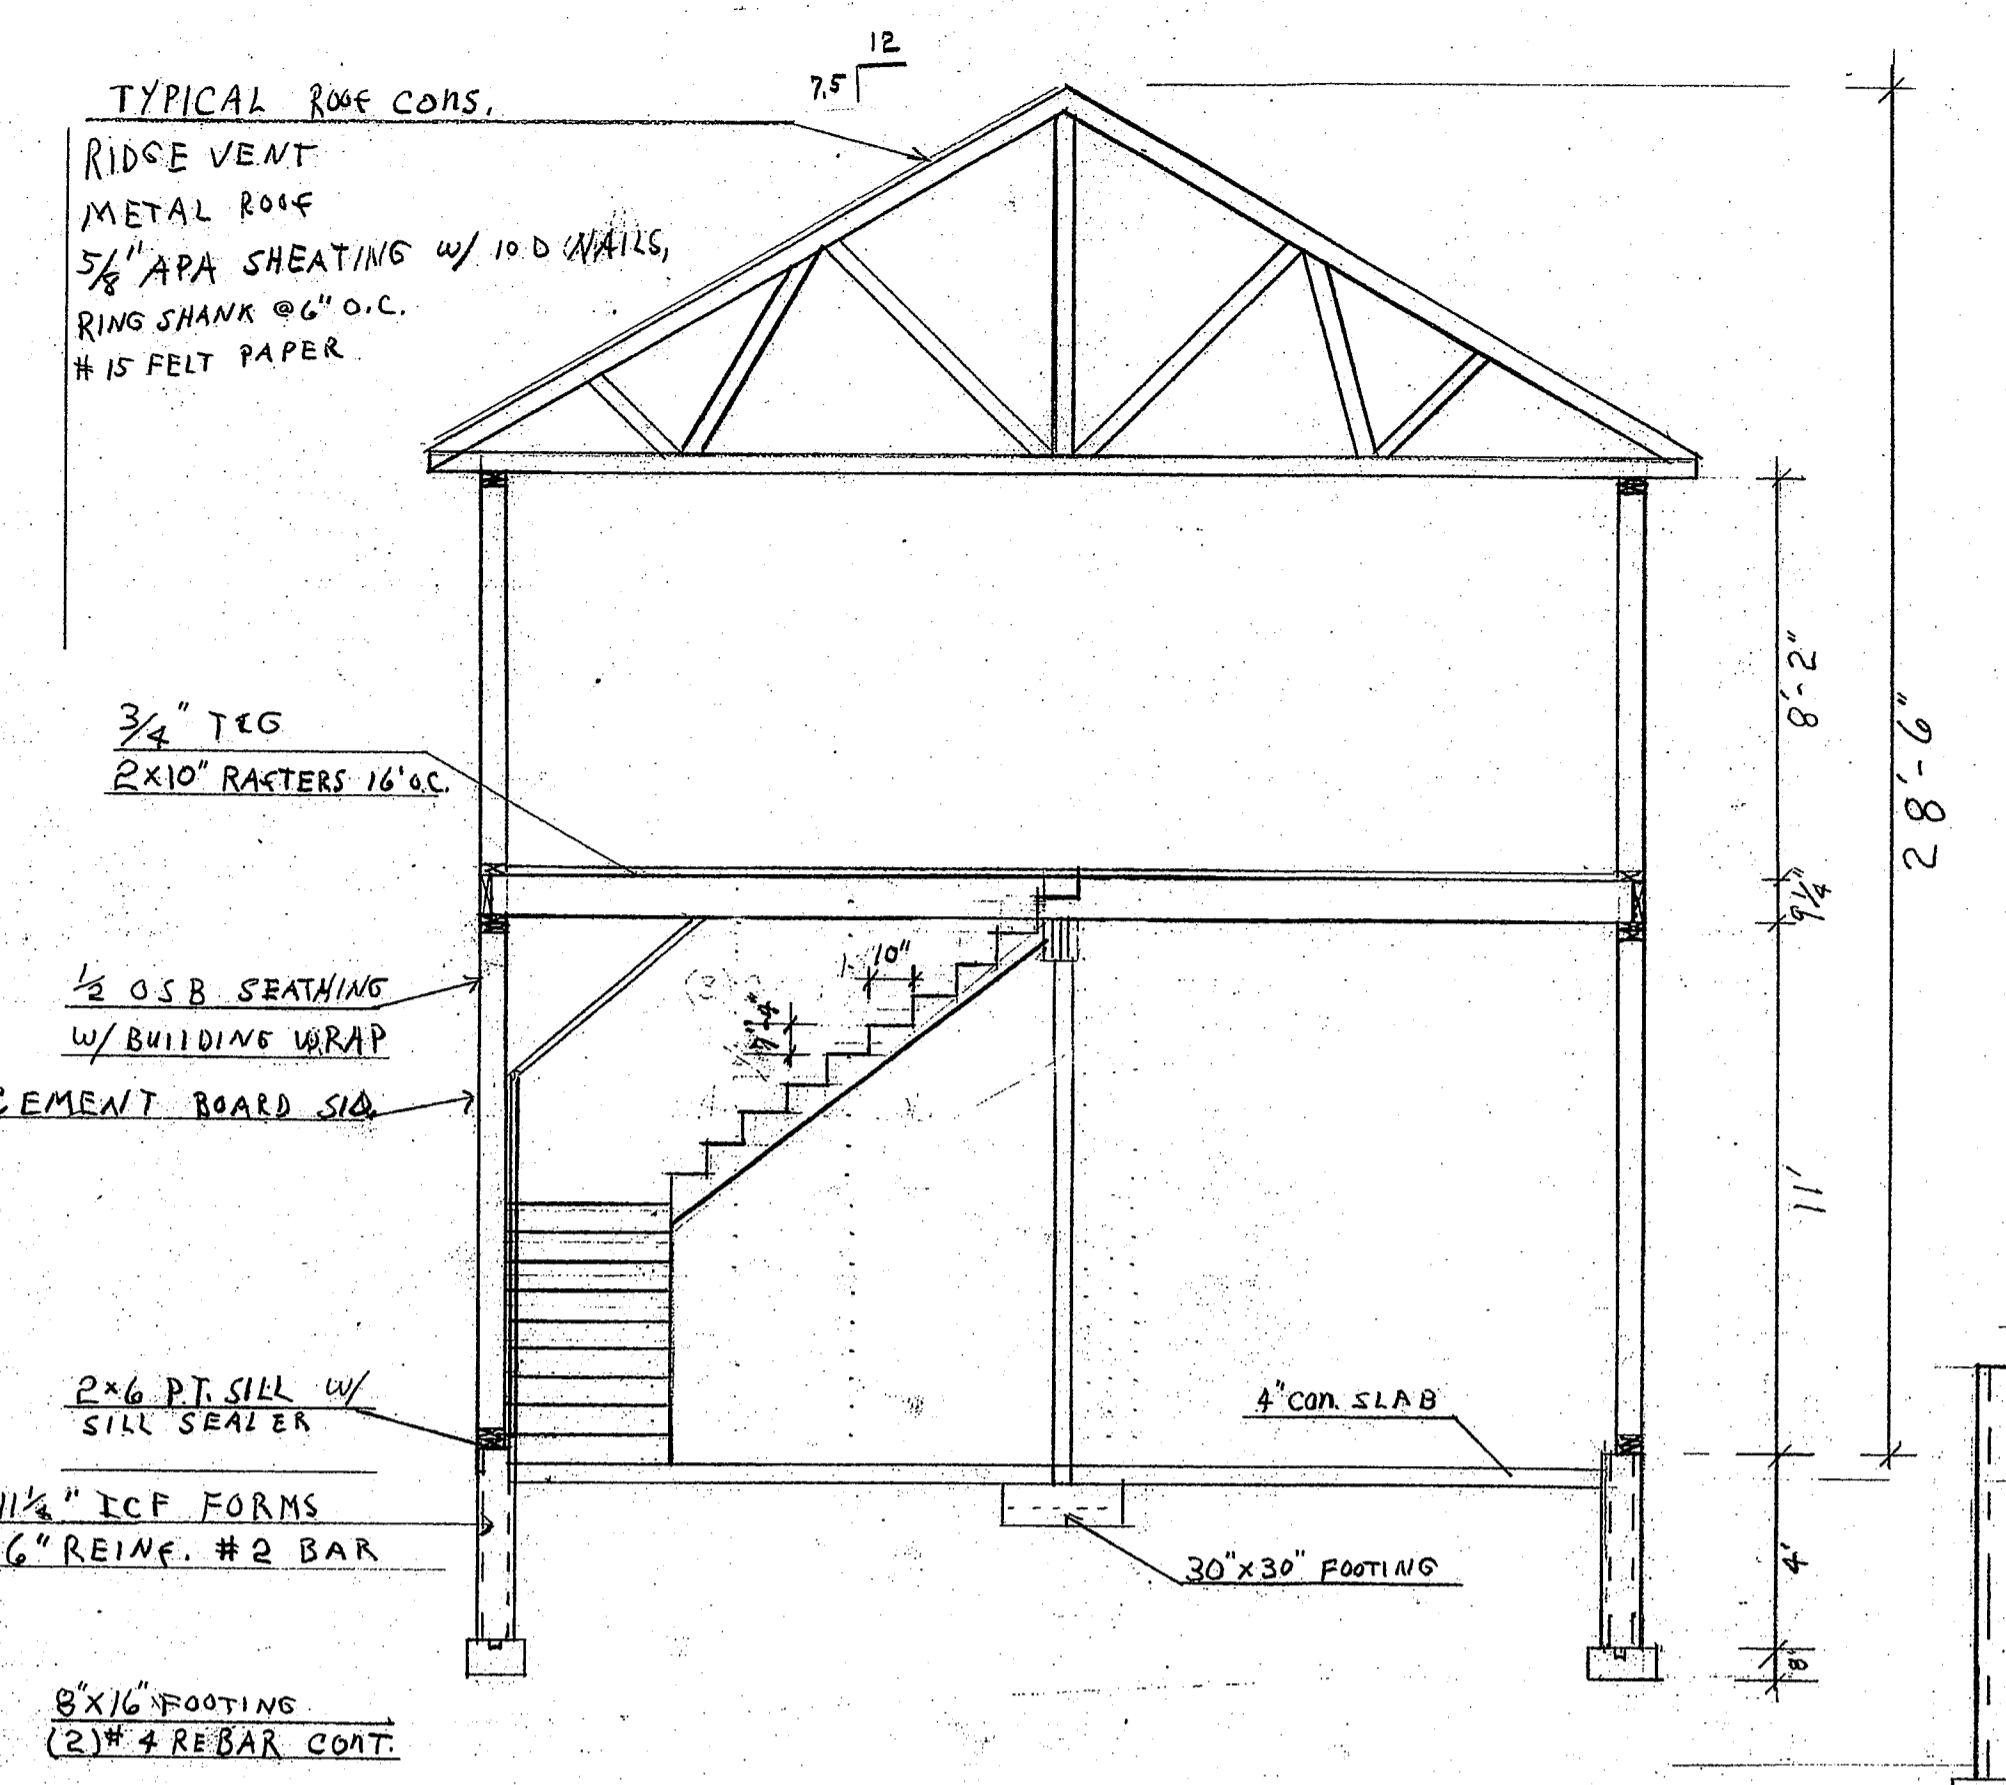 12
7.5
TYPICAL ROOF CONS.
RIDGE VENT
METAL ROOF
5/8" APA SHEATING W/ 10 D NAILS,
RING SHANK @ 6" O.C.
# 15 FELT PAPER
3/4" T&G
2x10" RAFTERS 16' O.C.
1/2 OSB SEATHING
W/ BUILDING WRAP
CEMENT BOARD SID.
2x6 P.T. SILL W/
SILL SEALER
11 1/4" ICF FORMS
6" REINF. #2 BAR
8"X16" FOOTING
(2)# 4 REBAR CONT.
10"
4" CON. SLAB
30"x30" FOOTING
8'-2"
9 1/4"
11'
4'
8"
28'-6"